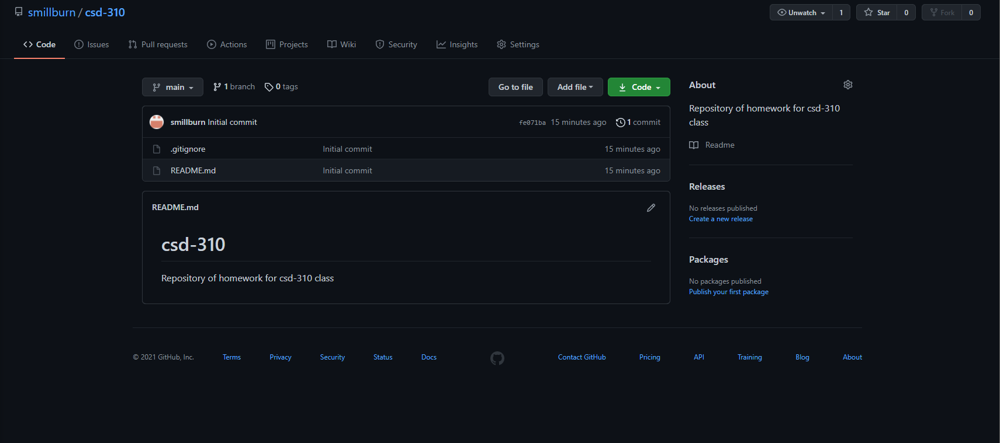 smillburn / csd-310
Unwatch 1 Star 0 Fork 0
Code Issues Pull requests Actions Projects Wiki Security Insights Settings
main 1 branch 0 tags Go to file Add file Code
smillburn Initial commit fe071ba 15 minutes ago 1 commit
.gitignore Initial commit 15 minutes ago
README.md Initial commit 15 minutes ago
README.md
csd-310
Repository of homework for csd-310 class
About
Repository of homework for csd-310
class
Readme
Releases
No releases published
Create a new release
Packages
No packages published
Publish your first package
© 2021 GitHub, Inc. Terms Privacy Security Status Docs Contact GitHub Pricing API Training Blog About